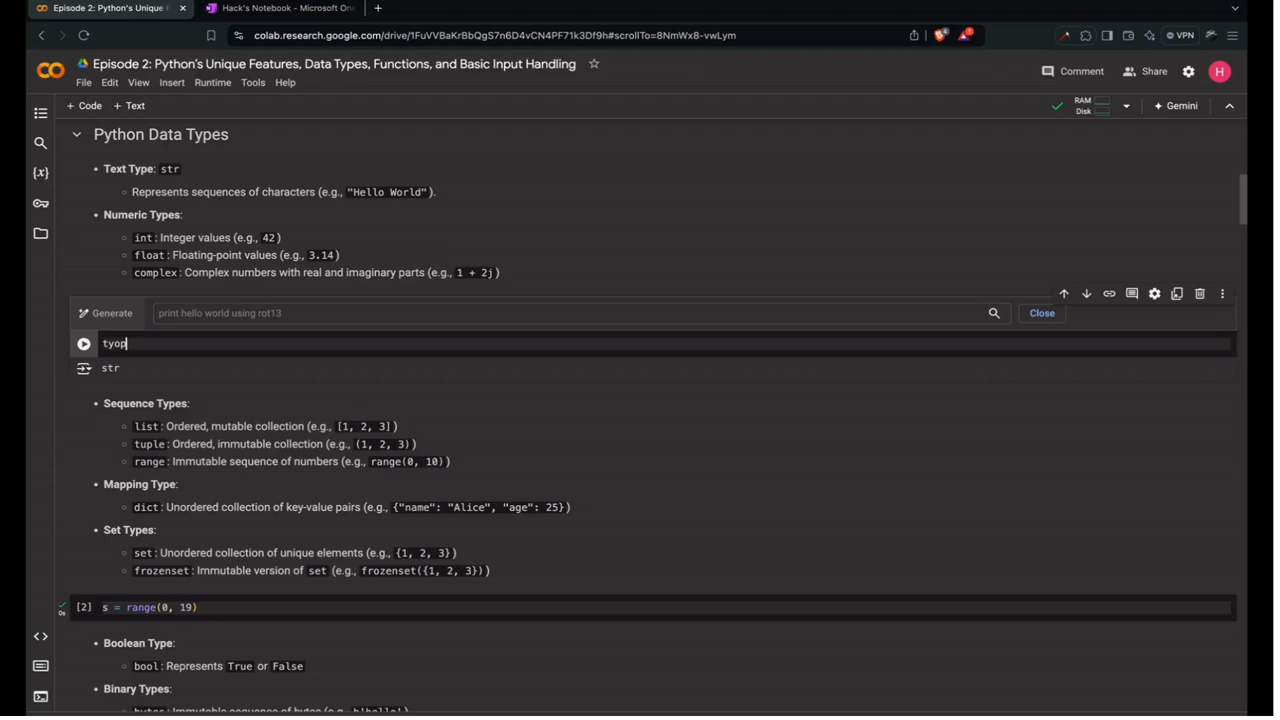 Episode 2: Python's Unique F
Hack's Notebook - Microsoft One
colab.research.google.com/drive/1FuVVBaKrBbQgS7n6D4vCN4PF71k3Df9h#scrollTo=8NmWx8-vwLym
VPN
Episode 2: Python's Unique Features, Data Types, Functions, and Basic Input Handling
Comment
Share
H
File Edit View Insert Runtime Tools Help
+ Code + Text
RAM
Disk
Gemini
Python Data Types
• Text Type: str
Represents sequences of characters (e.g., "Hello World").
• Numeric Types:
int: Integer values (e.g., 42)
float: Floating-point values (e.g., 3.14)
complex: Complex numbers with real and imaginary parts (e.g., 1 + 2j)
Generate
print hello world using rot13
Close
tyop
str
• Sequence Types:
list: Ordered, mutable collection (e.g., [1, 2, 3])
tuple: Ordered, immutable collection (e.g., (1, 2, 3))
range: Immutable sequence of numbers (e.g., range(0, 10))
• Mapping Type:
dict: Unordered collection of key-value pairs (e.g., {"name": "Alice", "age": 25})
• Set Types:
set: Unordered collection of unique elements (e.g., {1, 2, 3})
frozenset: Immutable version of set (e.g., frozenset({1, 2, 3}))
0s
[2] s = range(0, 19)
• Boolean Type:
bool: Represents True or False
• Binary Types:
bytes: Immutable sequence of bytes (e.g., b'hello')